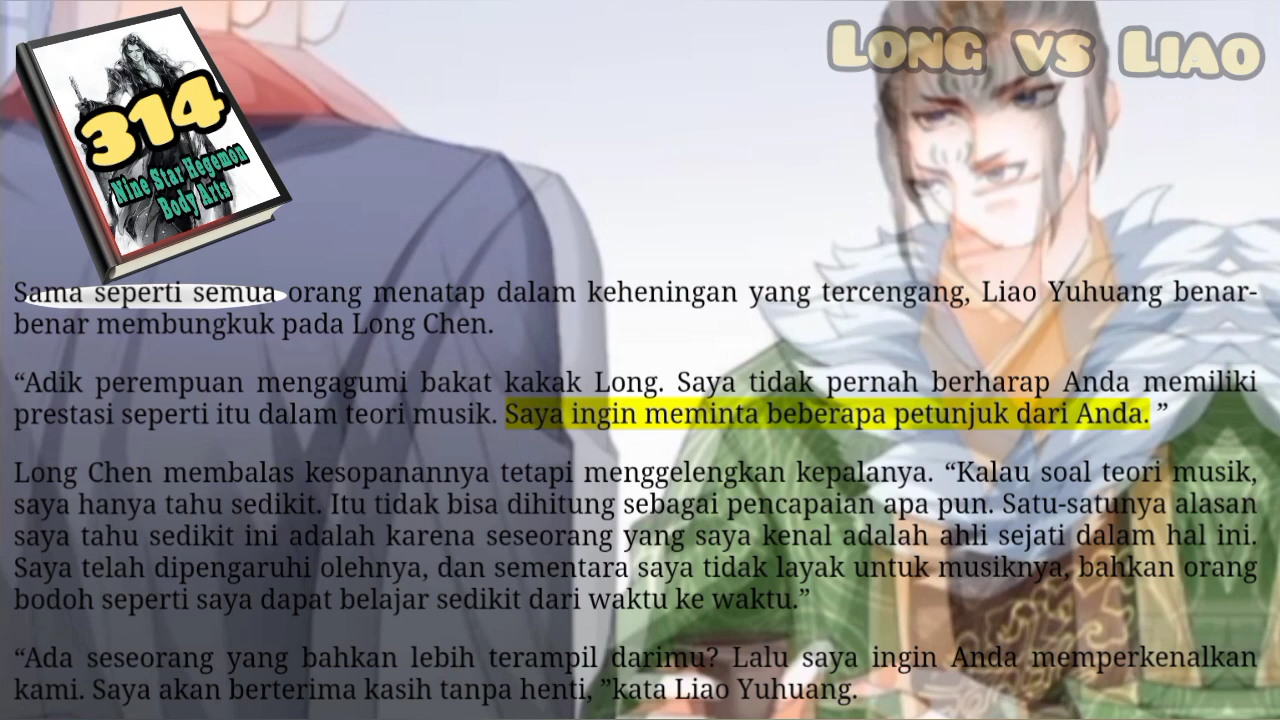 Long vs Liao
314
Nine Star Hegemon
Body Arts
Sama seperti semua orang menatap dalam keheningan yang tercengang, Liao Yuhuang benar-
benar membungkuk pada Long Chen.
“Adik perempuan mengagumi bakat kakak Long. Saya tidak pernah berharap Anda memiliki
prestasi seperti itu dalam teori musik. Saya ingin meminta beberapa petunjuk dari Anda. ”
Long Chen membalas kesopanannya tetapi menggelengkan kepalanya. “Kalau soal teori musik,
saya hanya tahu sedikit. Itu tidak bisa dihitung sebagai pencapaian apa pun. Satu-satunya alasan
saya tahu sedikit ini adalah karena seseorang yang saya kenal adalah ahli sejati dalam hal ini.
Saya telah dipengaruhi olehnya, dan sementara saya tidak layak untuk musiknya, bahkan orang
bodoh seperti saya dapat belajar sedikit dari waktu ke waktu.”
“Ada seseorang yang bahkan lebih terampil darimu? Lalu saya ingin Anda memperkenalkan
kami. Saya akan berterima kasih tanpa henti, ”kata Liao Yuhuang.